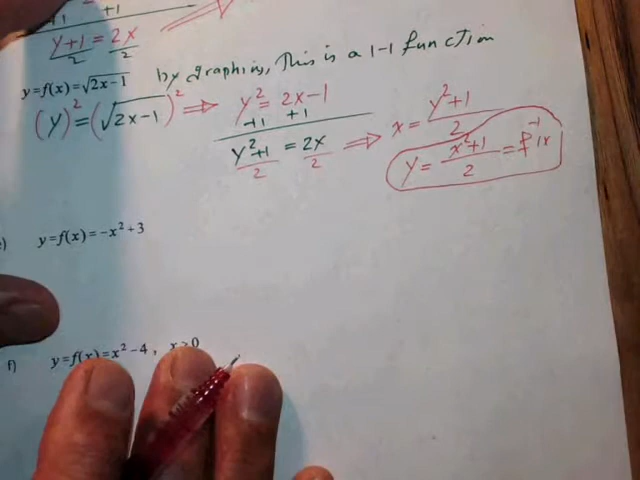 +1 +1
y+1/2 = 2x/2
y=f(x)=√2x-1 by graphing, This is a 1-1 function
(y)² = (√2x-1)² ⇒ y² = 2x-1
+1 +1
y²+1/2 = 2x/2 ⇒ x = y²+1/2
y = x²+1/2 = f⁻¹(x
e) y=f(x)=-x²+3
f) y=f(x)=x²-4, x≥0